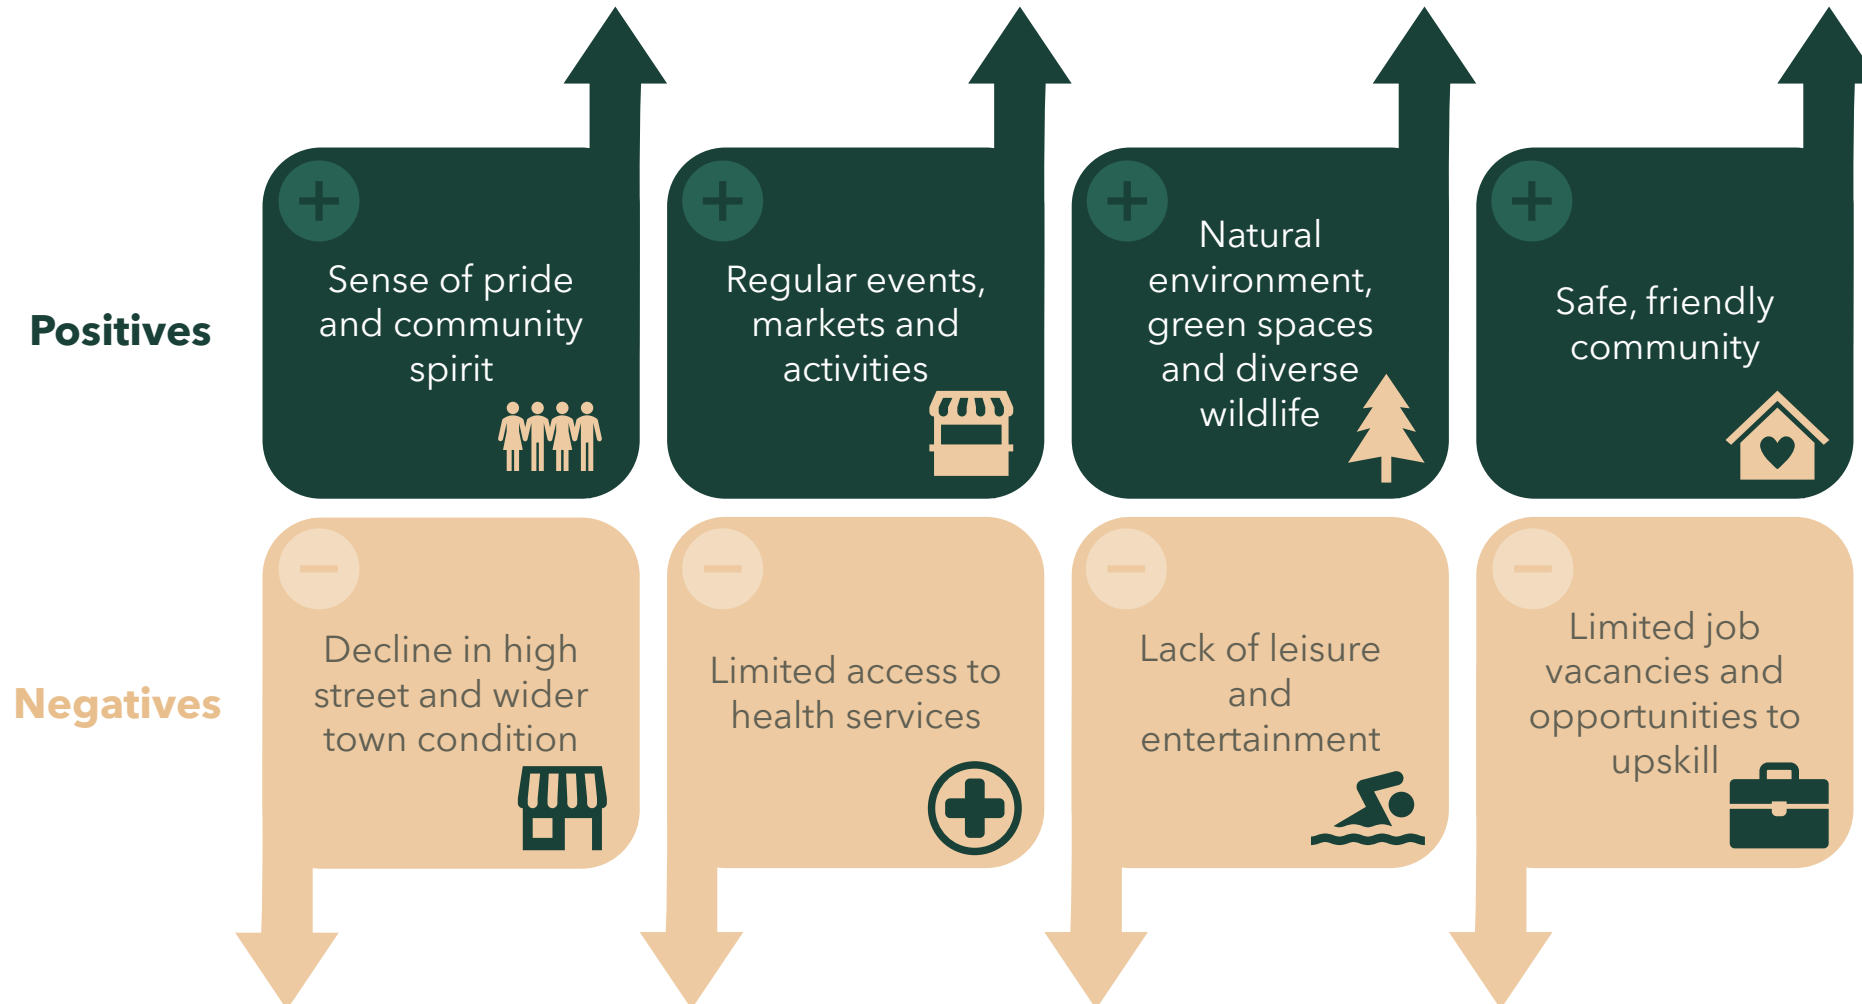 Positives
Sense of pride
and community
spirit
Regular events,
markets and
activities
Natural
environment,
green spaces
and diverse
wildlife
Safe, friendly
community
Negatives
Decline in high
street and wider
town condition
Limited access to
health services
Lack of leisure
and
entertainment
Limited job
vacancies and
opportunities to
upskill